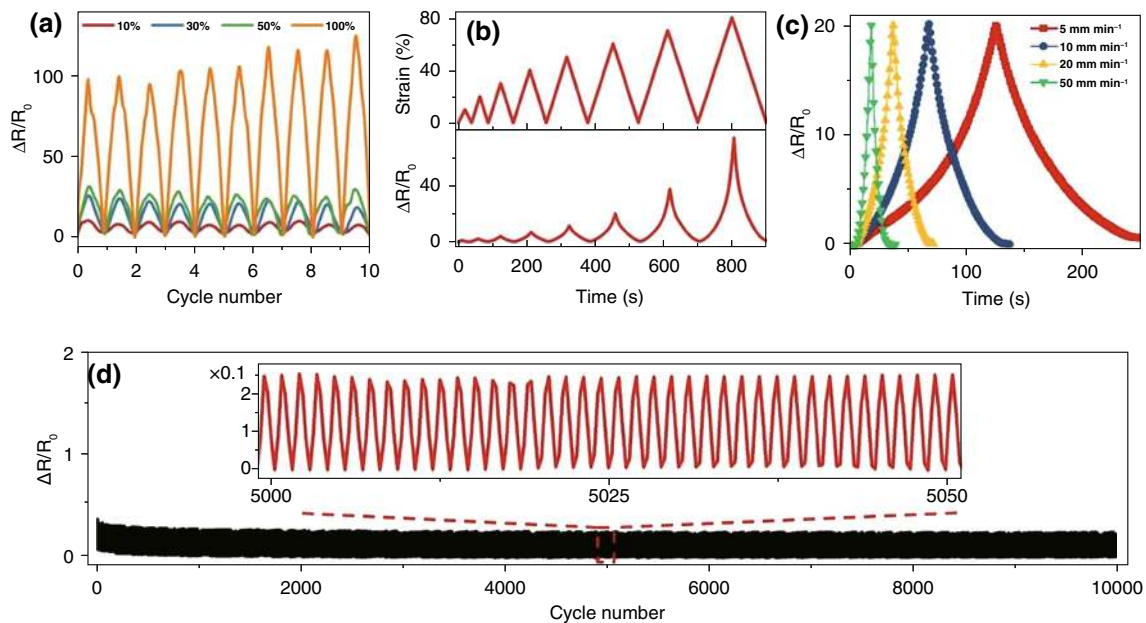 (a)
10% 30% 50% 100%
ΔR/R₀
100
50
0
0 2 4 6 8 10
Cycle number
(b)
Strain (%)
80
40
0
ΔR/R₀
40
0
0 200 400 600 800
Time (s)
(c)
5 mm min⁻¹
10 mm min⁻¹
20 mm min⁻¹
50 mm min⁻¹
ΔR/R₀
20
10
0
0 100 200
Time (s)
(d)
ΔR/R₀
2
1
0
×0.1
2
1
0
5000 5025 5050
0 2000 4000 6000 8000 10000
Cycle number